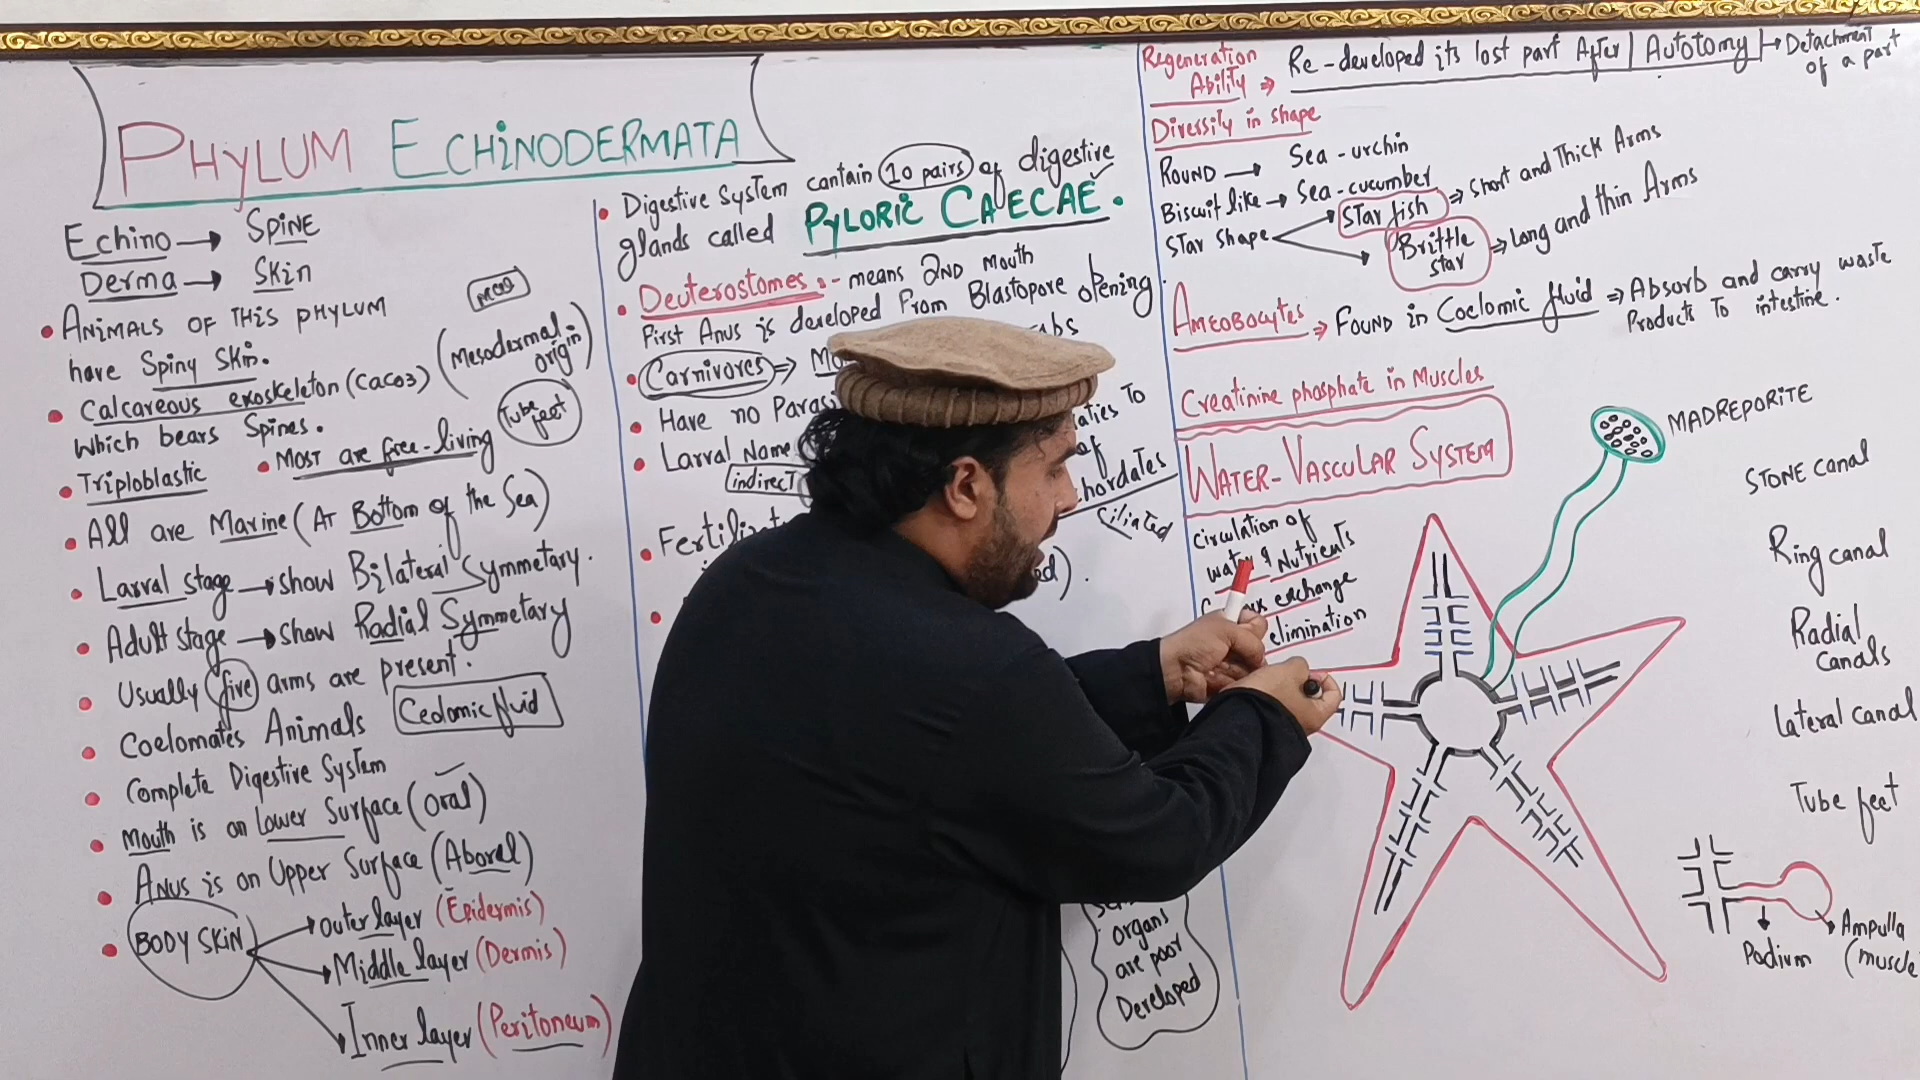 PHYLUM ECHINODERMATA
Echino → SPINE
Derma → SKin
• ANiMALS OF THiS PHYLUM
have Spiny Skin.
• Calcareous exoskeleton (CaCO3) (Mesodermal origin)
Which bears Spines.
Tube feet
• Triploblastic • MOST are free-living
• All are Marine (AT Bottom of the Sea)
• Larval stage → show Bilateral Symmetary.
• Adult stage → show Radial Symmetary
• Usually five arms are present.
• Coelomates Animals
Ceolomic fluid
• Complete Digestive System
• Mouth is on Lower Surface (Oral)
• ANUS is on Upper Surface (Aboral)
• BODY SKiN
Outer layer (Epidermis)
Middle layer (Dermis)
Inner layer (Peritoneum)
• Digestive System contain 10 pairs of digestive
glands called PYLORIC CAECAE.
• Deuterostomes :- means 2ND Mouth
First Anus is developed From Blastopore opening
• Carnivores ⇒
• Have no
• Larval Name
indirect
hordates
Ciliated
•
organs
are poor
Developed
Regeneration
Ability ⇒ Re-developed its lost part After Autotomy → Detachment
of a part
Diversity in shape
ROUND → Sea-urchin
Biscuit like → Sea-cucumber
STar shape
STar fish ⇒ Short and Thick Arms
Brittle
star ⇒ Long and thin Arms
AMEOBOCYTES ⇒ FOUND in Coelomic fluid ⇒ Absorb and carry waste
Products To intestine.
Creatinine phosphate in Muscles
WATER-VASCULAR SYSTEM
Circulation of
water & Nutrients
exchange
elimination
MADREPORITE
STONE canal
Ring canal
Radial
canals
Lateral canal
Tube feet
Podium
Ampulla
(muscle